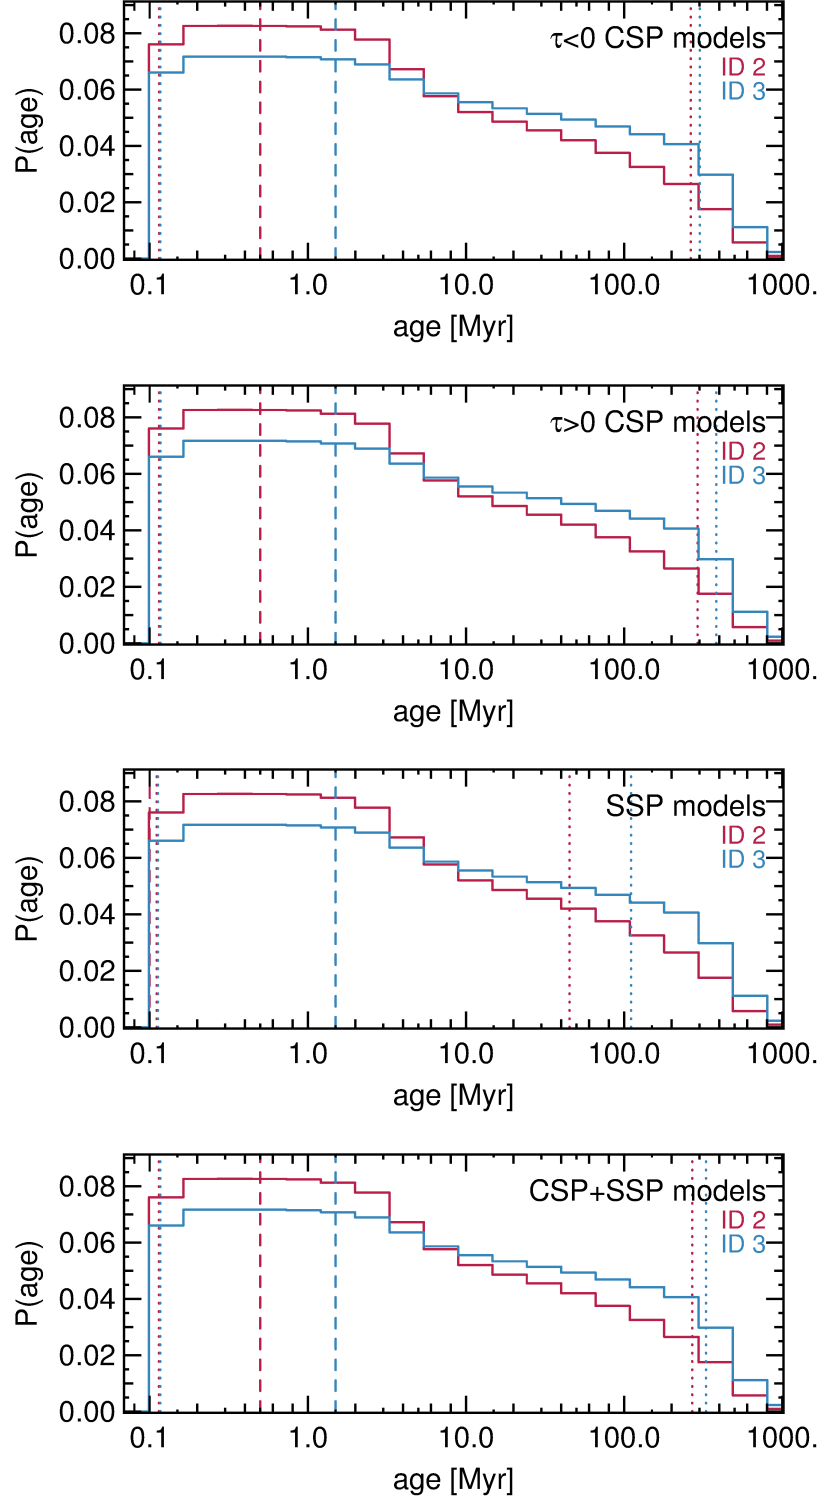 τ<0 CSP models
ID 2
ID 3
P(age)
0.08
0.06
0.04
0.02
0.00
0.1 1.0 10.0 100.0 1000.
age [Myr]
τ>0 CSP models
ID 2
ID 3
P(age)
0.08
0.06
0.04
0.02
0.00
0.1 1.0 10.0 100.0 1000.
age [Myr]
SSP models
ID 2
ID 3
P(age)
0.08
0.06
0.04
0.02
0.00
0.1 1.0 10.0 100.0 1000.
age [Myr]
CSP+SSP models
ID 2
ID 3
P(age)
0.08
0.06
0.04
0.02
0.00
0.1 1.0 10.0 100.0 1000.
age [Myr]